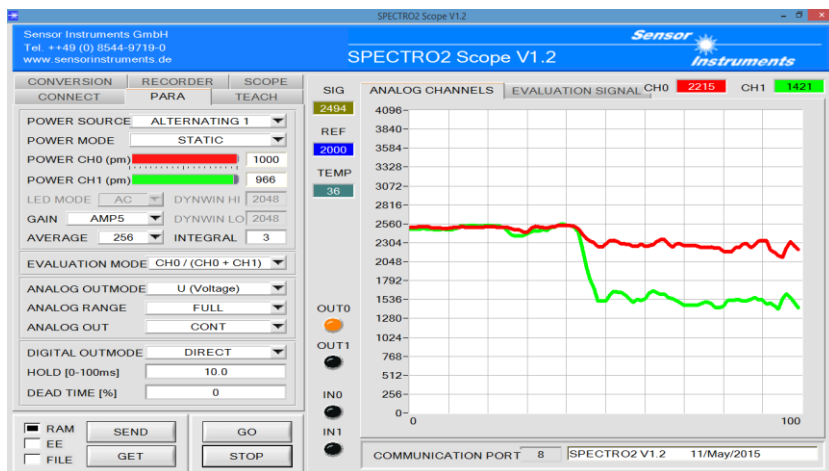 SPECTRO2 Scope V1.2
Sensor Instruments GmbH
Tel. ++49 (0) 8544-9719-0
www.sensorinstruments.de
SPECTRO2 Scope V1.2
Sensor
Instruments
CONVERSION RECORDER SCOPE
CONNECT PARA TEACH
POWER SOURCE ALTERNATING 1
POWER MODE STATIC
POWER CH0 (pm) 1000
POWER CH1 (pm) 966
LED MODE AC DYNWIN HI 2048
GAIN AMP5 DYNWIN LO 2048
AVERAGE 256 INTEGRAL 3
EVALUATION MODE CH0 / (CH0 + CH1)
ANALOG OUTMODE U (Voltage)
ANALOG RANGE FULL
ANALOG OUT CONT
DIGITAL OUTMODE DIRECT
HOLD [0-100ms] 10.0
DEAD TIME [%] 0
RAM
EE
FILE
SEND GO
GET STOP
SIG
2494
REF
2000
TEMP
36
OUT0
OUT1
IN0
IN1
ANALOG CHANNELS EVALUATION SIGNAL CH0 2215 CH1 1421
4096-
3840-
3584-
3328-
3072-
2816-
2560-
2304-
2048-
1792-
1536-
1280-
1024-
768-
512-
256-
0-
0 100
COMMUNICATION PORT 8 SPECTRO2 V1.2 11/May/2015